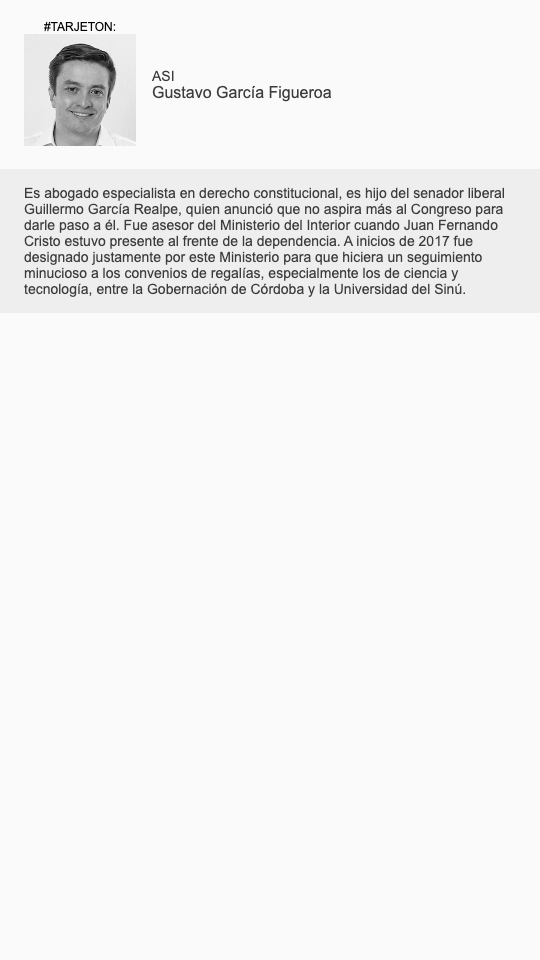 #TARJETON:
ASI
Gustavo García Figueroa
Es abogado especialista en derecho constitucional, es hijo del senador liberal
Guillermo García Realpe, quien anunció que no aspira más al Congreso para
darle paso a él. Fue asesor del Ministerio del Interior cuando Juan Fernando
Cristo estuvo presente al frente de la dependencia. A inicios de 2017 fue
designado justamente por este Ministerio para que hiciera un seguimiento
minucioso a los convenios de regalías, especialmente los de ciencia y
tecnología, entre la Gobernación de Córdoba y la Universidad del Sinú.